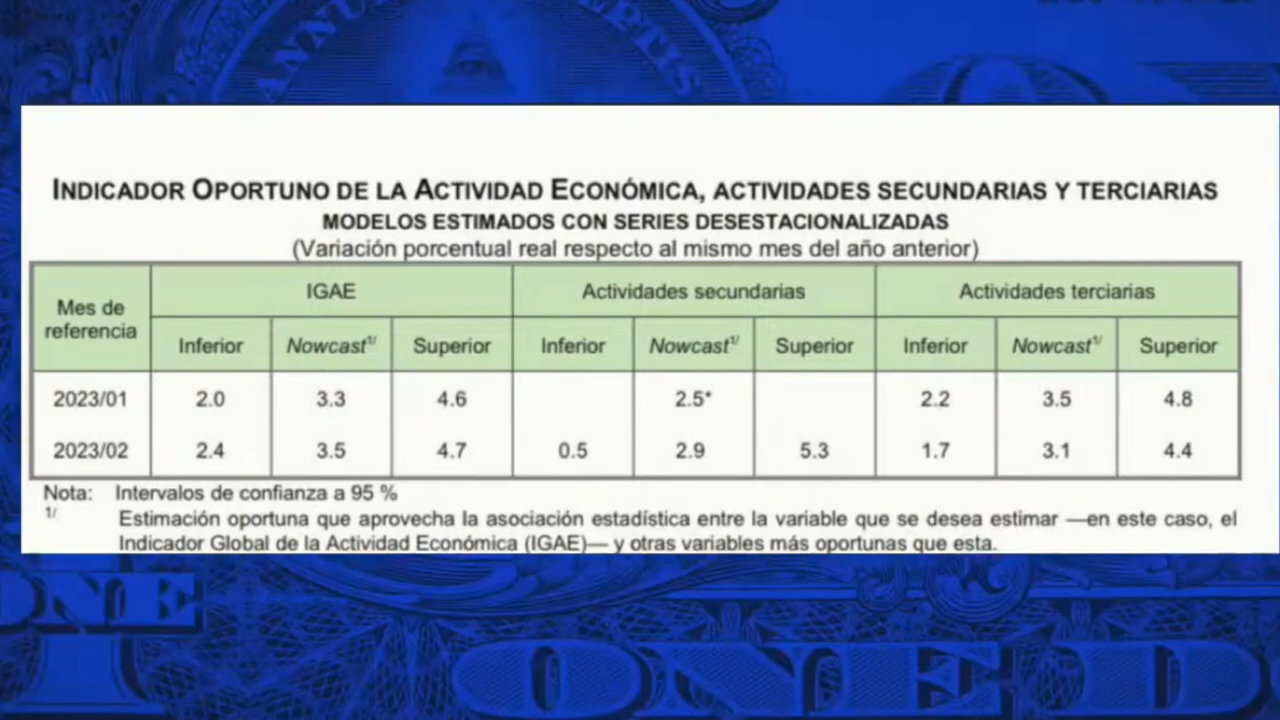 ANNUIT
CEPTIS
INDICADOR OPORTUNO DE LA ACTIVIDAD ECONÓMICA, ACTIVIDADES SECUNDARIAS Y TERCIARIAS
MODELOS ESTIMADOS CON SERIES DESESTACIONALIZADAS
(Variación porcentual real respecto al mismo mes del año anterior)
Mes de referencia IGAE Actividades secundarias Actividades terciarias
Inferior Nowcast1/ Superior Inferior Nowcast1/ Superior Inferior Nowcast1/ Superior
2023/01 2.0 3.3 4.6 2.5* 2.2 3.5 4.8
2023/02 2.4 3.5 4.7 0.5 2.9 5.3 1.7 3.1 4.4
Nota: Intervalos de confianza a 95 %
1/ Estimación oportuna que aprovecha la asociación estadística entre la variable que se desea estimar —en este caso, el
Indicador Global de la Actividad Económica (IGAE)— y otras variables más oportunas que esta.
ONE
ONE D